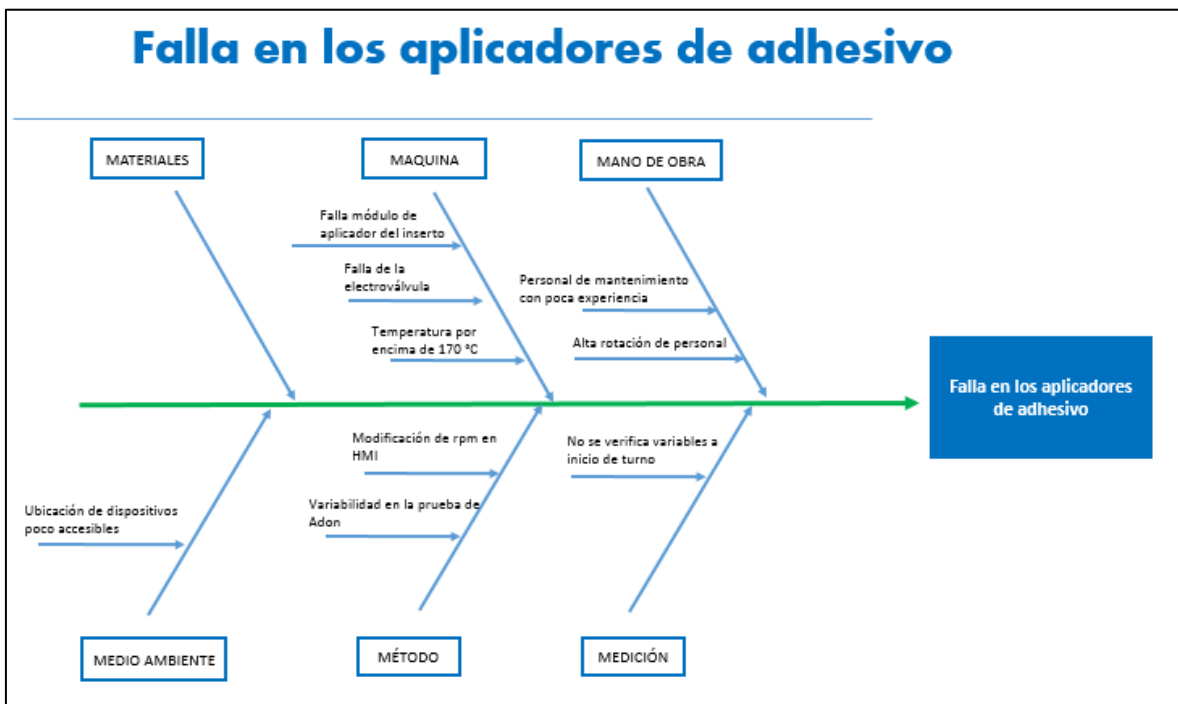 Falla en los aplicadores de adhesivo
MATERIALES
MAQUINA
MANO DE OBRA
Falla módulo de
aplicador del inserto
Falla de la
electroválvula
Temperatura por
encima de 170 ºC
Personal de mantenimiento
con poca experiencia
Alta rotación de personal
Falla en los aplicadores
de adhesivo
Modificación de rpm en
HMI
Variabilidad en la prueba de
Adon
No se verifica variables a
inicio de turno
Ubicación de dispositivos
poco accesibles
MEDIO AMBIENTE
MÉTODO
MEDICIÓN